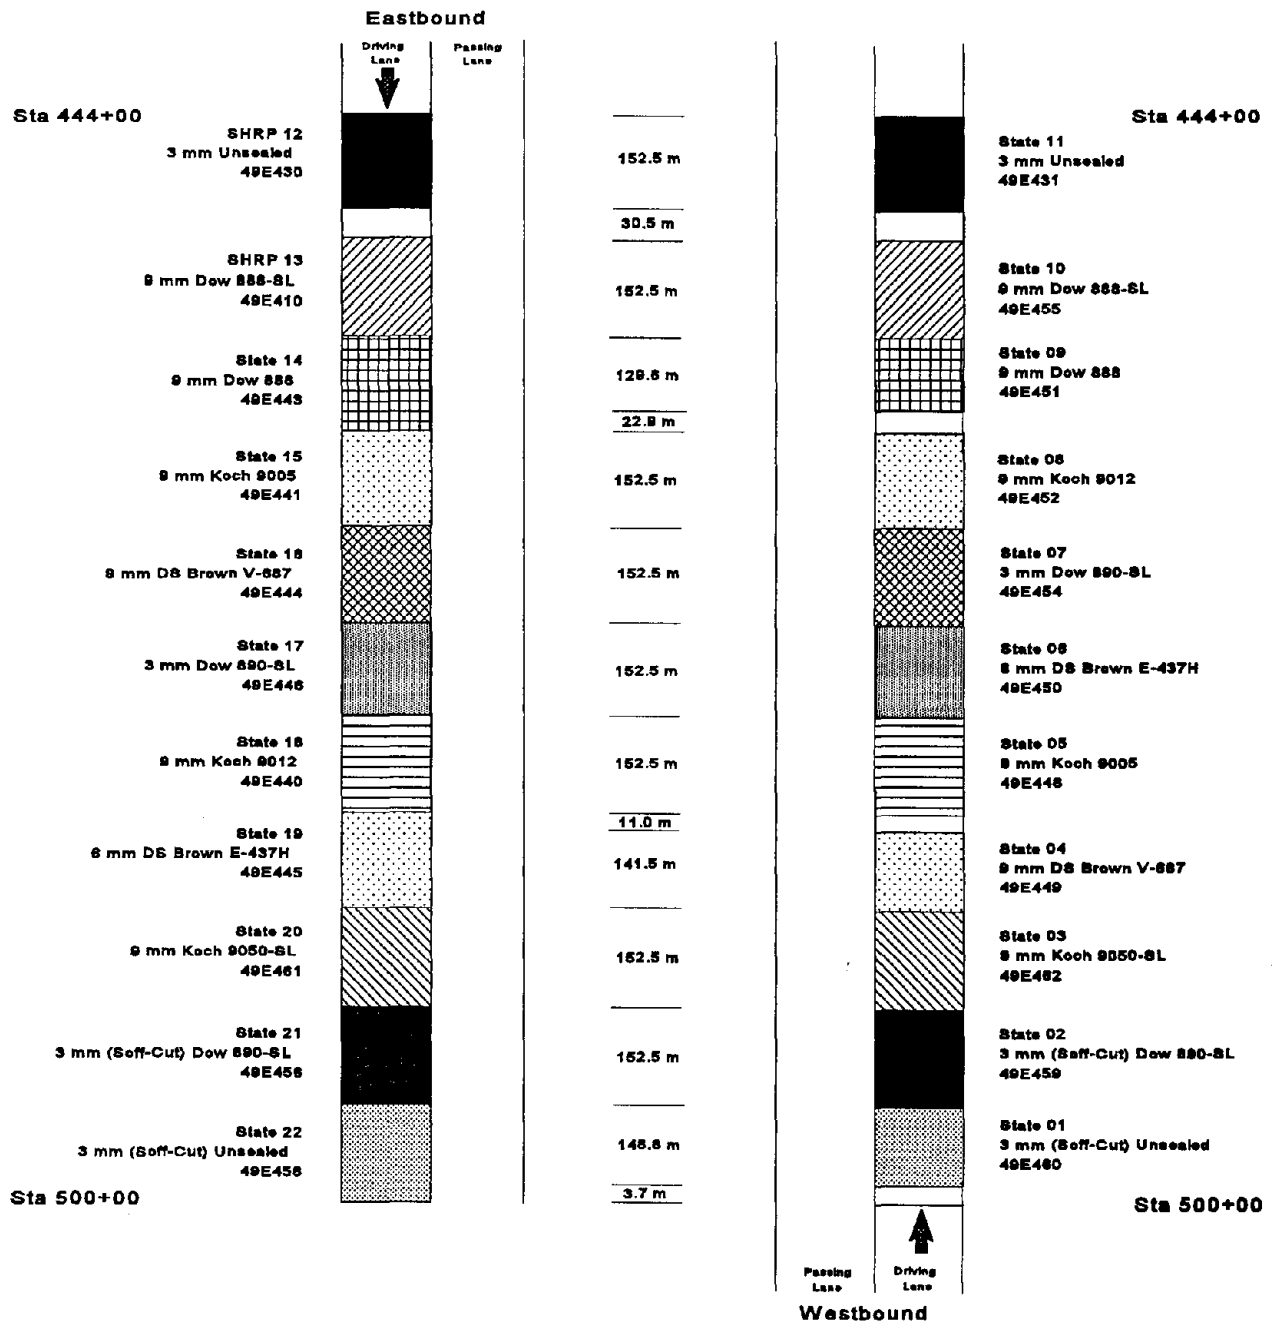 Eastbound
Driving
Lane
Passing
Lane
Sta 444+00
SHRP 12
3 mm Unsealed
49E430
SHRP 13
9 mm Dow 888-SL
49E410
State 14
9 mm Dow 888
49E443
State 15
9 mm Koch 9005
49E441
State 16
9 mm DS Brown V-687
49E444
State 17
3 mm Dow 890-SL
49E446
State 18
9 mm Koch 9012
49E440
State 19
6 mm DS Brown E-437H
49E445
State 20
9 mm Koch 9050-SL
49E461
State 21
3 mm (Soff-Cut) Dow 890-SL
49E456
State 22
3 mm (Soff-Cut) Unsealed
49E458
Sta 500+00
152.5 m
30.5 m
152.5 m
129.6 m
22.9 m
152.5 m
152.5 m
152.5 m
152.5 m
11.0 m
141.5 m
152.5 m
152.5 m
148.8 m
3.7 m
Sta 444+00
State 11
3 mm Unsealed
49E431
State 10
9 mm Dow 888-SL
49E455
State 09
9 mm Dow 888
49E451
State 08
9 mm Koch 9012
49E452
State 07
3 mm Dow 890-SL
49E454
State 06
6 mm DS Brown E-437H
49E450
State 05
9 mm Koch 9005
49E448
State 04
9 mm DS Brown V-687
49E449
State 03
9 mm Koch 9050-SL
49E462
State 02
3 mm (Soff-Cut) Dow 890-SL
49E459
State 01
3 mm (Soff-Cut) Unsealed
49E460
Sta 500+00
Passing
Lane
Driving
Lane
Westbound